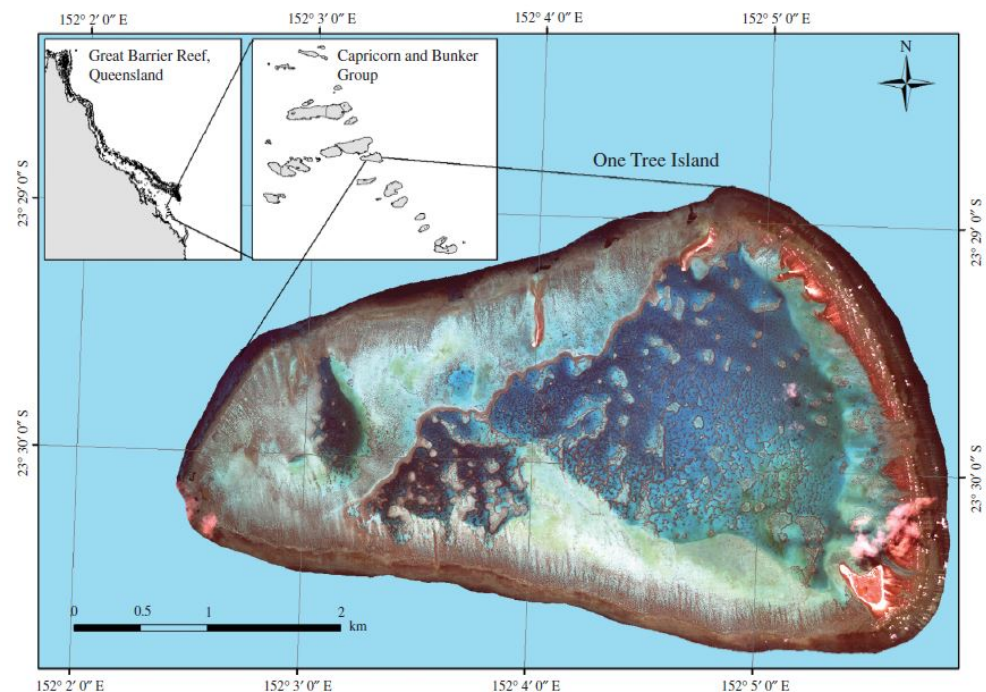 152° 2′ 0″ E
152° 3′ 0″ E
152° 4′ 0″ E
152° 5′ 0″ E
Great Barrier Reef,
Queensland
Capricorn and Bunker
Group
N
One Tree Island
23° 29′ 0″ S
23° 29′ 0″ S
23° 30′ 0″ S
23° 30′ 0″ S
0
0.5
1
2
km
152° 2′ 0″ E
152° 3′ 0″ E
152° 4′ 0″ E
152° 5′ 0″ E